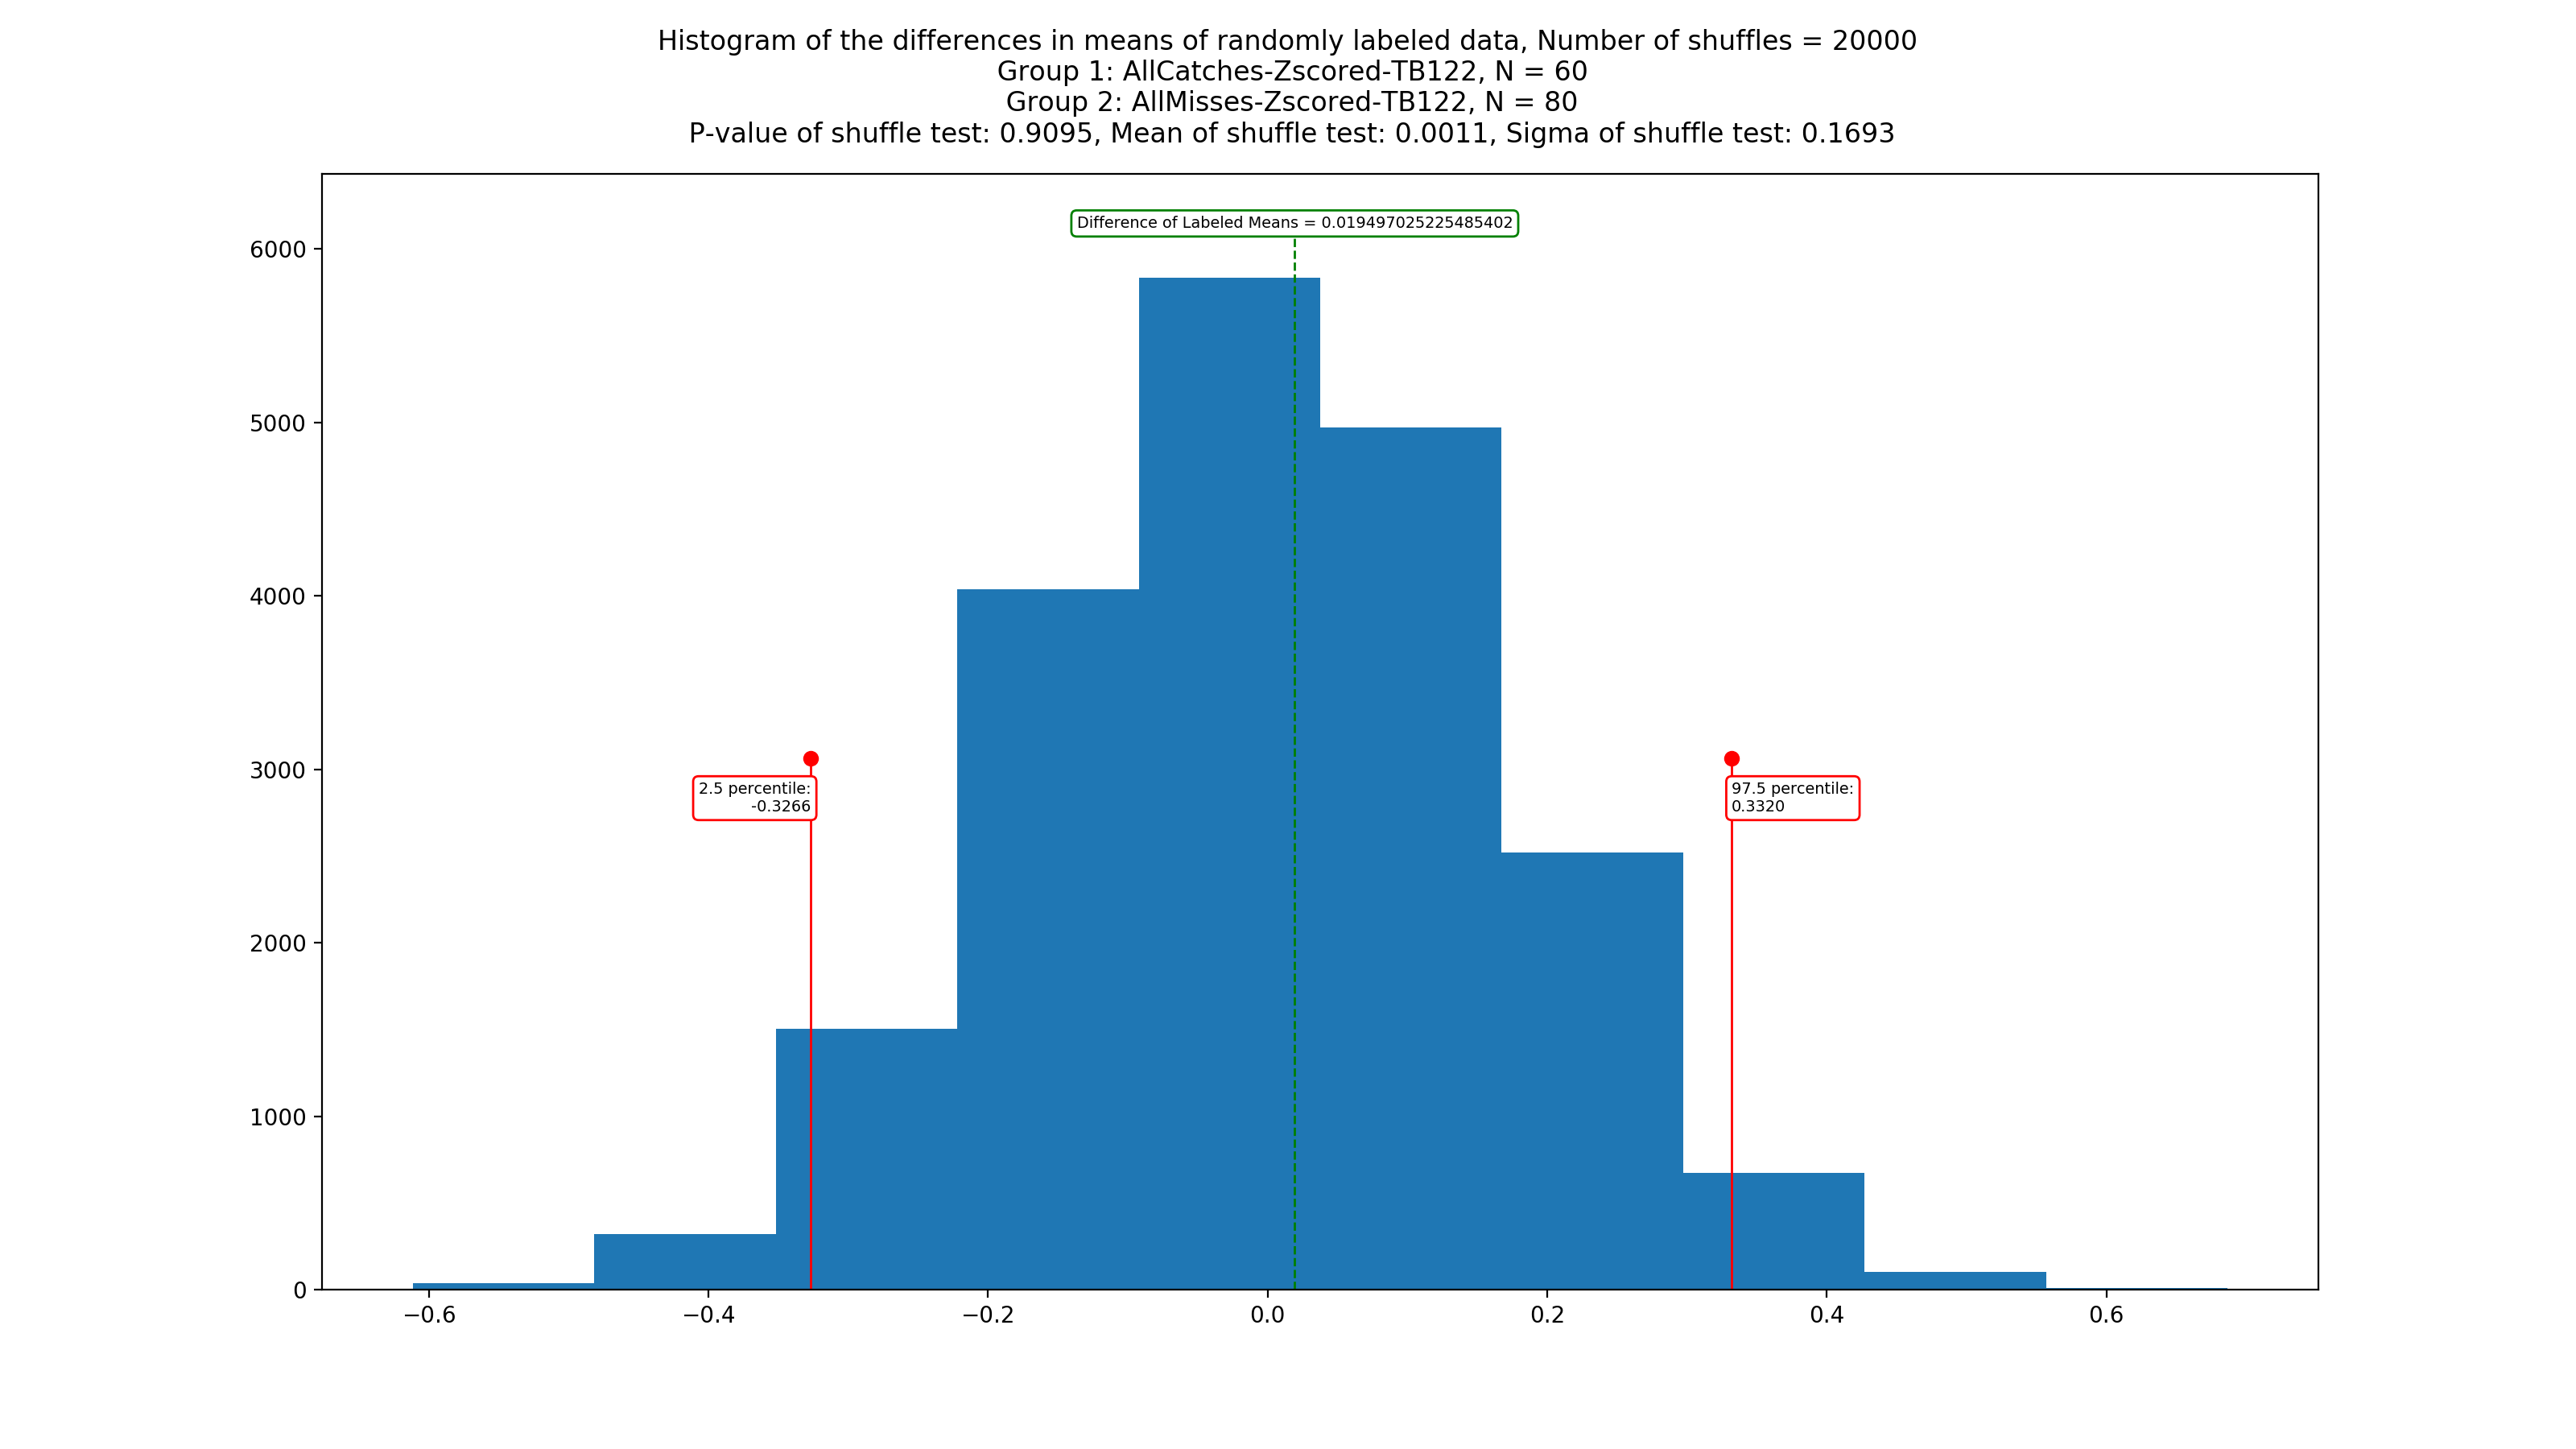 Histogram of the differences in means of randomly labeled data, Number of shuffles = 20000
Group 1: AllCatches-Zscored-TB122, N = 60
Group 2: AllMisses-Zscored-TB122, N = 80
P-value of shuffle test: 0.9095, Mean of shuffle test: 0.0011, Sigma of shuffle test: 0.1693
Difference of Labeled Means = 0.019497025225485402
6000
5000
4000
3000
2.5 percentile:
-0.3266
97.5 percentile:
0.3320
2000
1000
0
−0.6
−0.4
−0.2
0.0
0.2
0.4
0.6